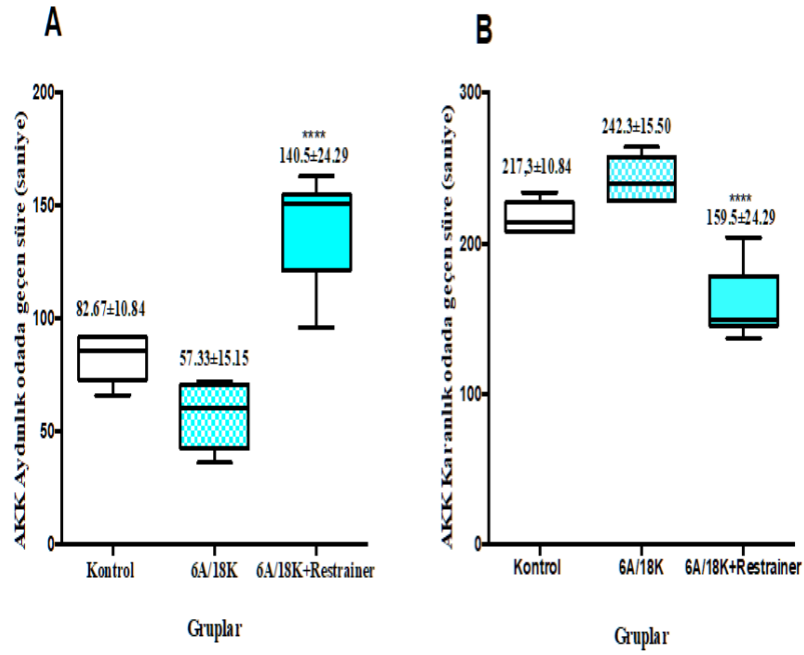 A
AKK Aydınlık odada geçen süre (saniye)
200
150
100
50
0
82.67±10.84
57.33±15.15
****
140.5±24.29
Kontrol
6A/18K
6A/18K+Restrainer
Gruplar
B
AKK Karanlık odada geçen süre (saniye)
300
200
100
0
217,3±10.84
242.3±15.50
****
159.5±24.29
Kontrol
6A/18K
6A/18K+Restrainer
Gruplar